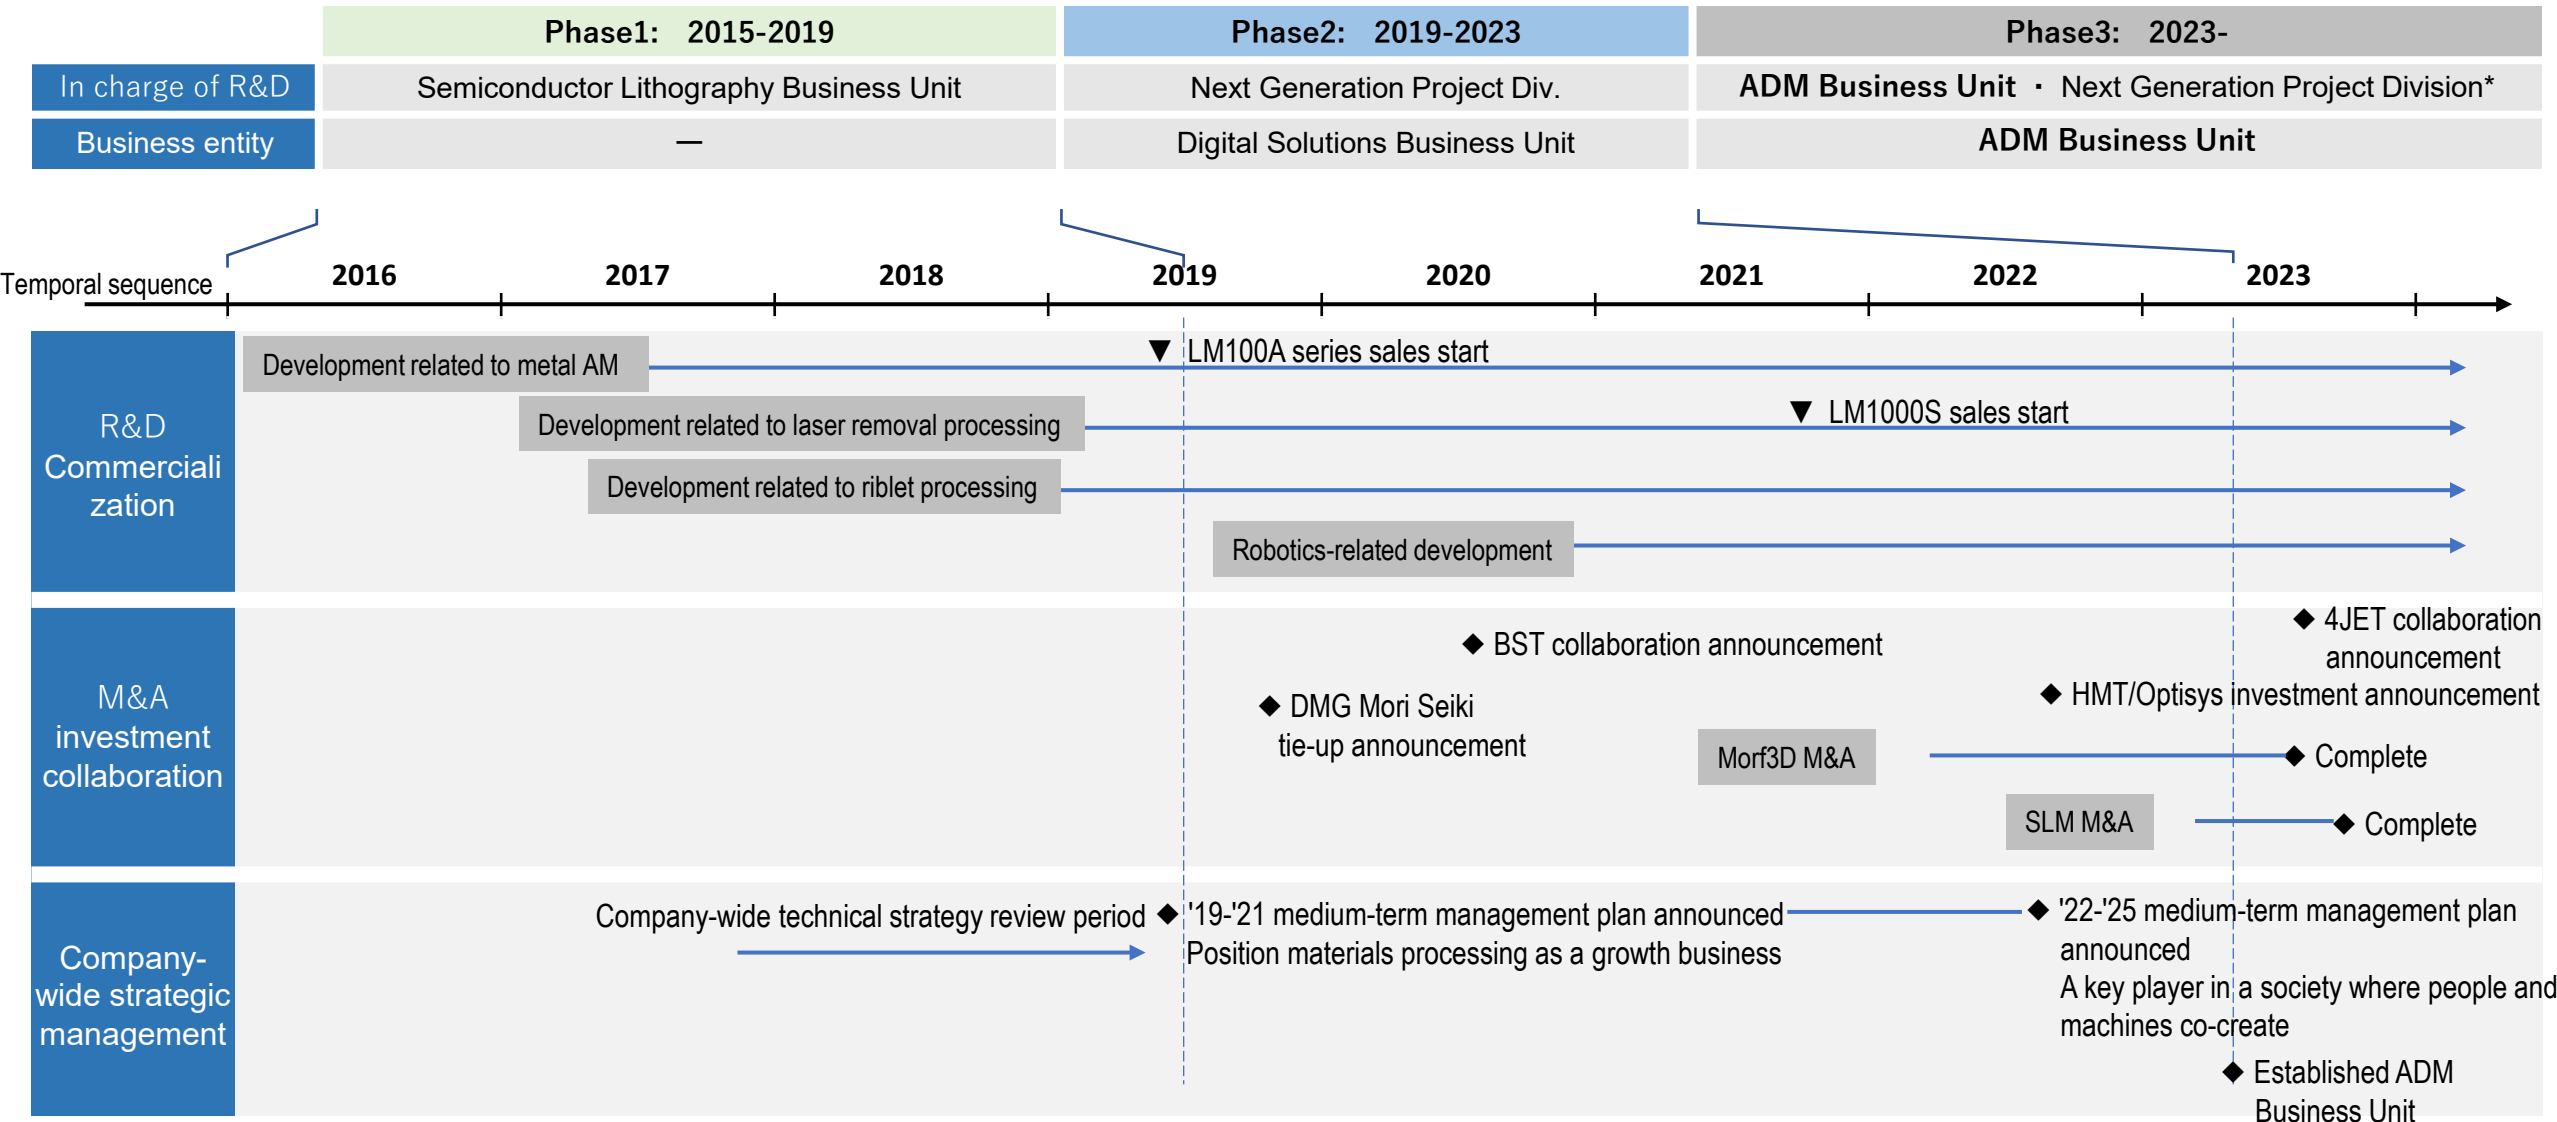 Phase1: 2015-2019
Phase2: 2019-2023
Phase3: 2023-
In charge of R&D
Semiconductor Lithography Business Unit
Next Generation Project Div.
ADM Business Unit ・ Next Generation Project Division*
Business entity
—
Digital Solutions Business Unit
ADM Business Unit
Temporal sequence
2016
2017
2018
2019
2020
2021
2022
2023
R&D
Commerciali
zation
Development related to metal AM
▼ LM100A series sales start
Development related to laser removal processing
▼ LM1000S sales start
Development related to riblet processing
Robotics-related development
M&A
investment
collaboration
◆ 4JET collaboration
announcement
◆ BST collaboration announcement
◆ HMT/Optisys investment announcement
◆ DMG Mori Seiki
tie-up announcement
Morf3D M&A
◆ Complete
SLM M&A
◆ Complete
Company-
wide strategic
management
Company-wide technical strategy review period
◆ '19-'21 medium-term management plan announced
Position materials processing as a growth business
◆ '22-'25 medium-term management plan
announced
A key player in a society where people and
machines co-create
◆ Established ADM
Business Unit